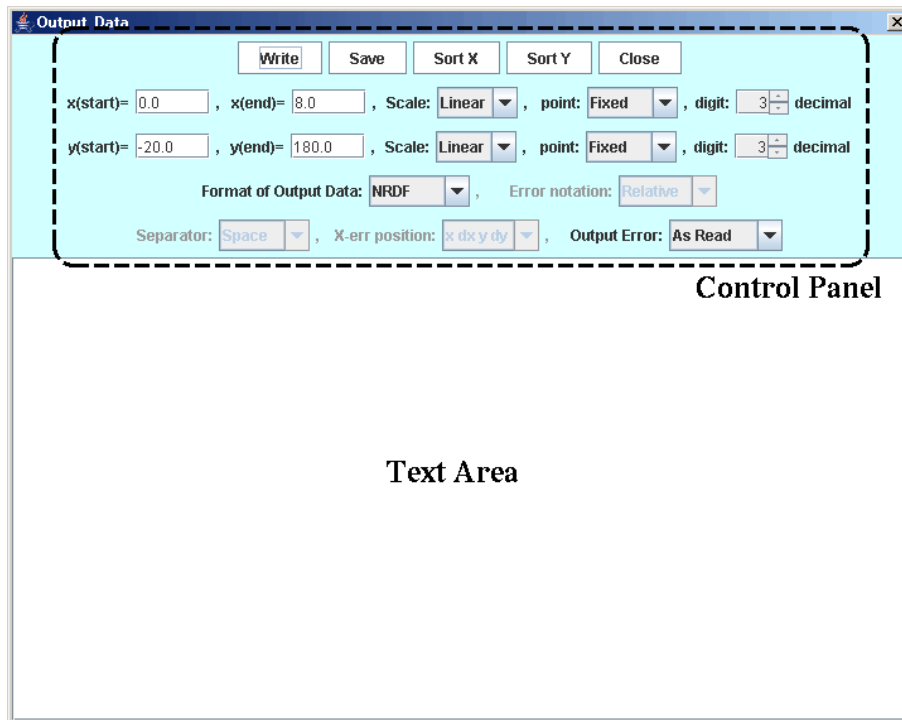 Output Data
Write Save Sort X Sort Y Close
x(start)= 0.0 , x(end)= 8.0 , Scale: Linear , point: Fixed , digit: 3 decimal
y(start)= -20.0 , y(end)= 180.0 , Scale: Linear , point: Fixed , digit: 3 decimal
Format of Output Data: NRDF , Error notation: Relative
Separator: Space , X-err position: x dx y dy , Output Error: As Read
Control Panel
Text Area